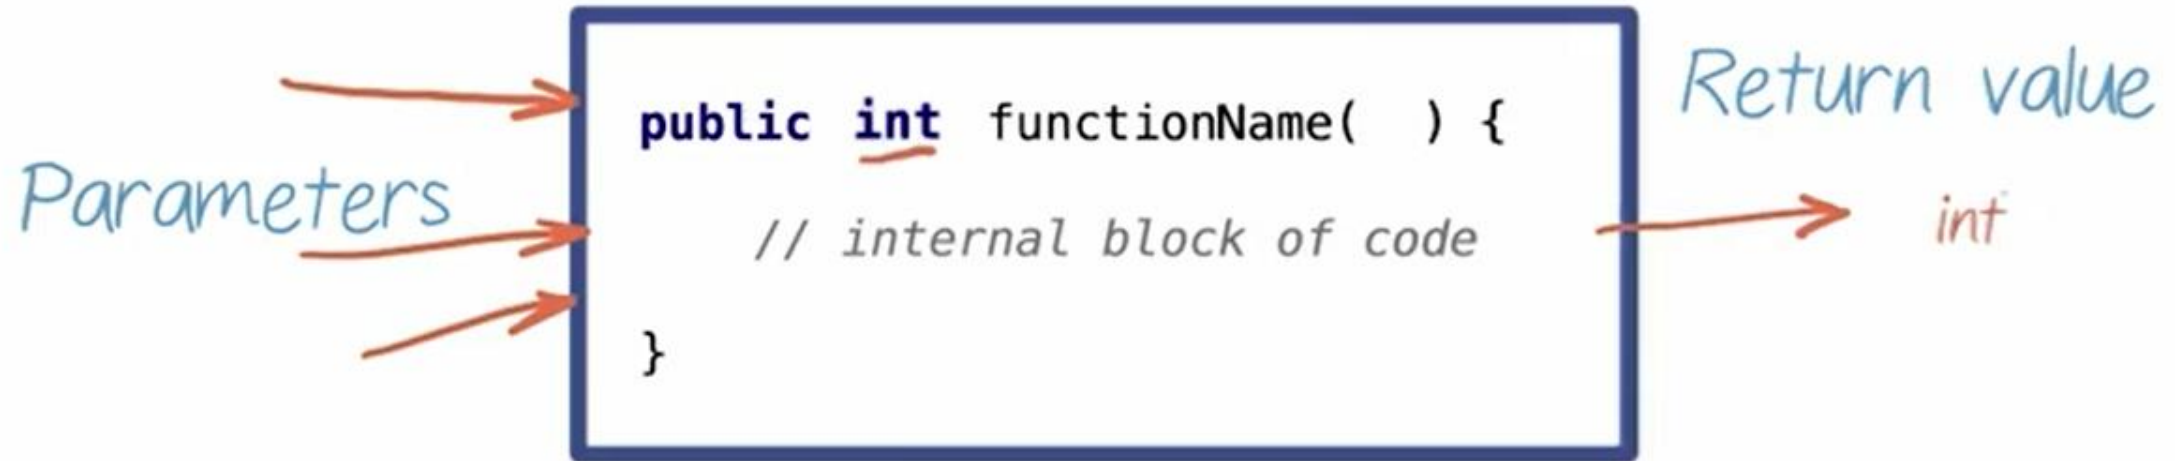 Parameters
public int functionName(  ) {
// internal block of code
}
Return value
int